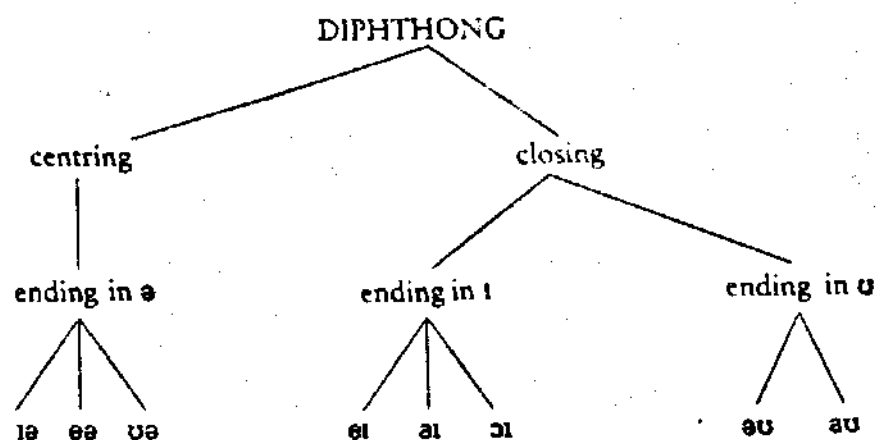 DIPHTHONG
centring closing
ending in ə ending in ɪ ending in ʊ
ɪə eə ʊə eɪ aɪ ɔɪ əʊ aʊ